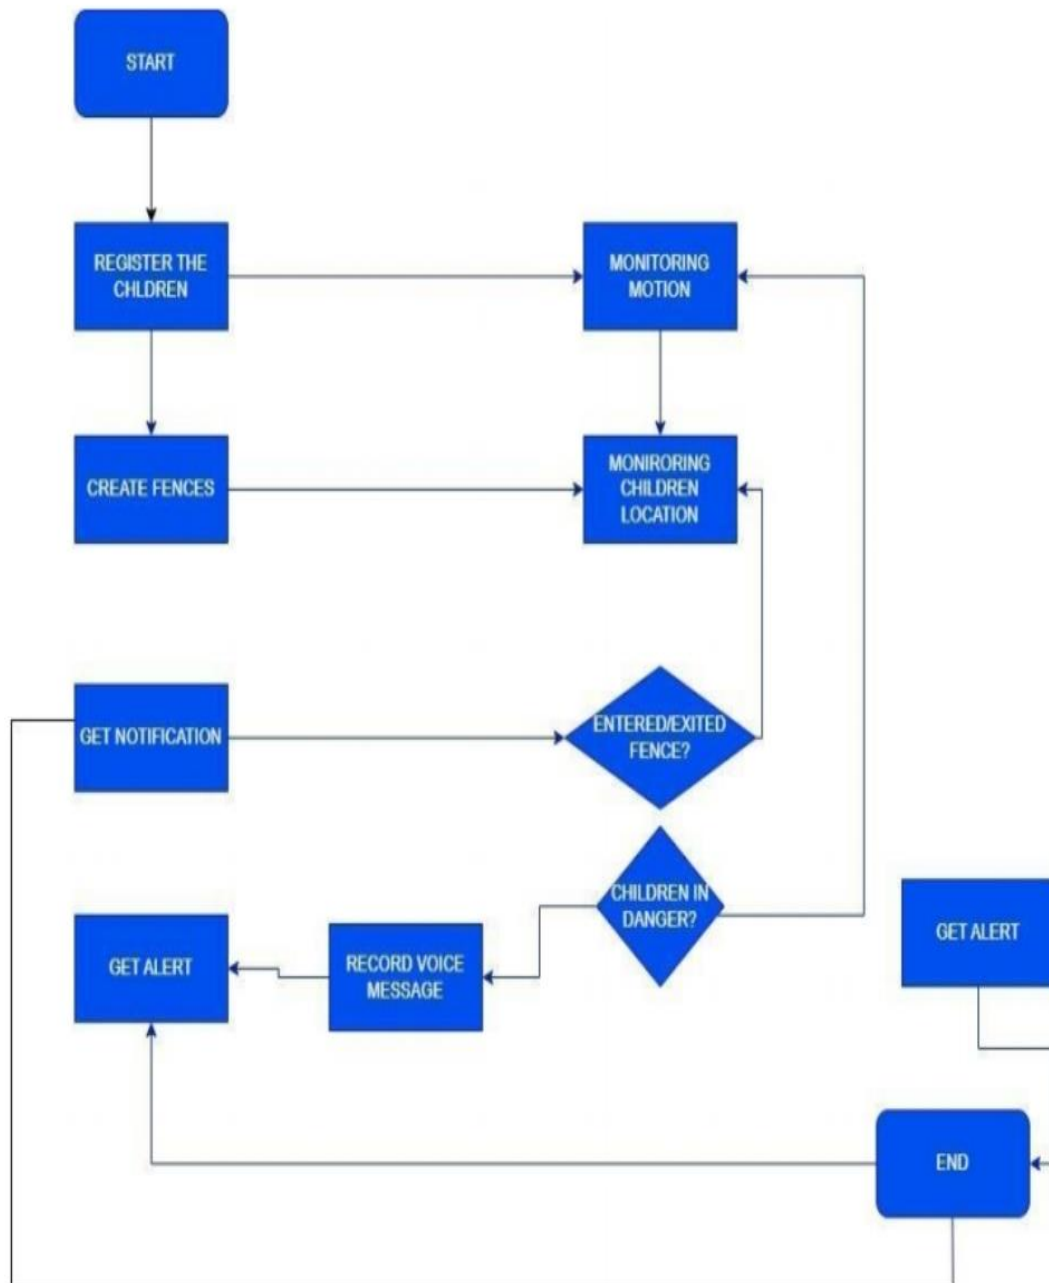 START
REGISTER THE
CHLDREN
MONITORING
MOTION
CREATE FENCES
MONIRORING
CHILDREN
LOCATION
GET NOTIFICATION
ENTERED/EXITED
FENCE?
CHILDREN IN
DANGER?
GET ALERT
RECORD VOICE
MESSAGE
GET ALERT
END